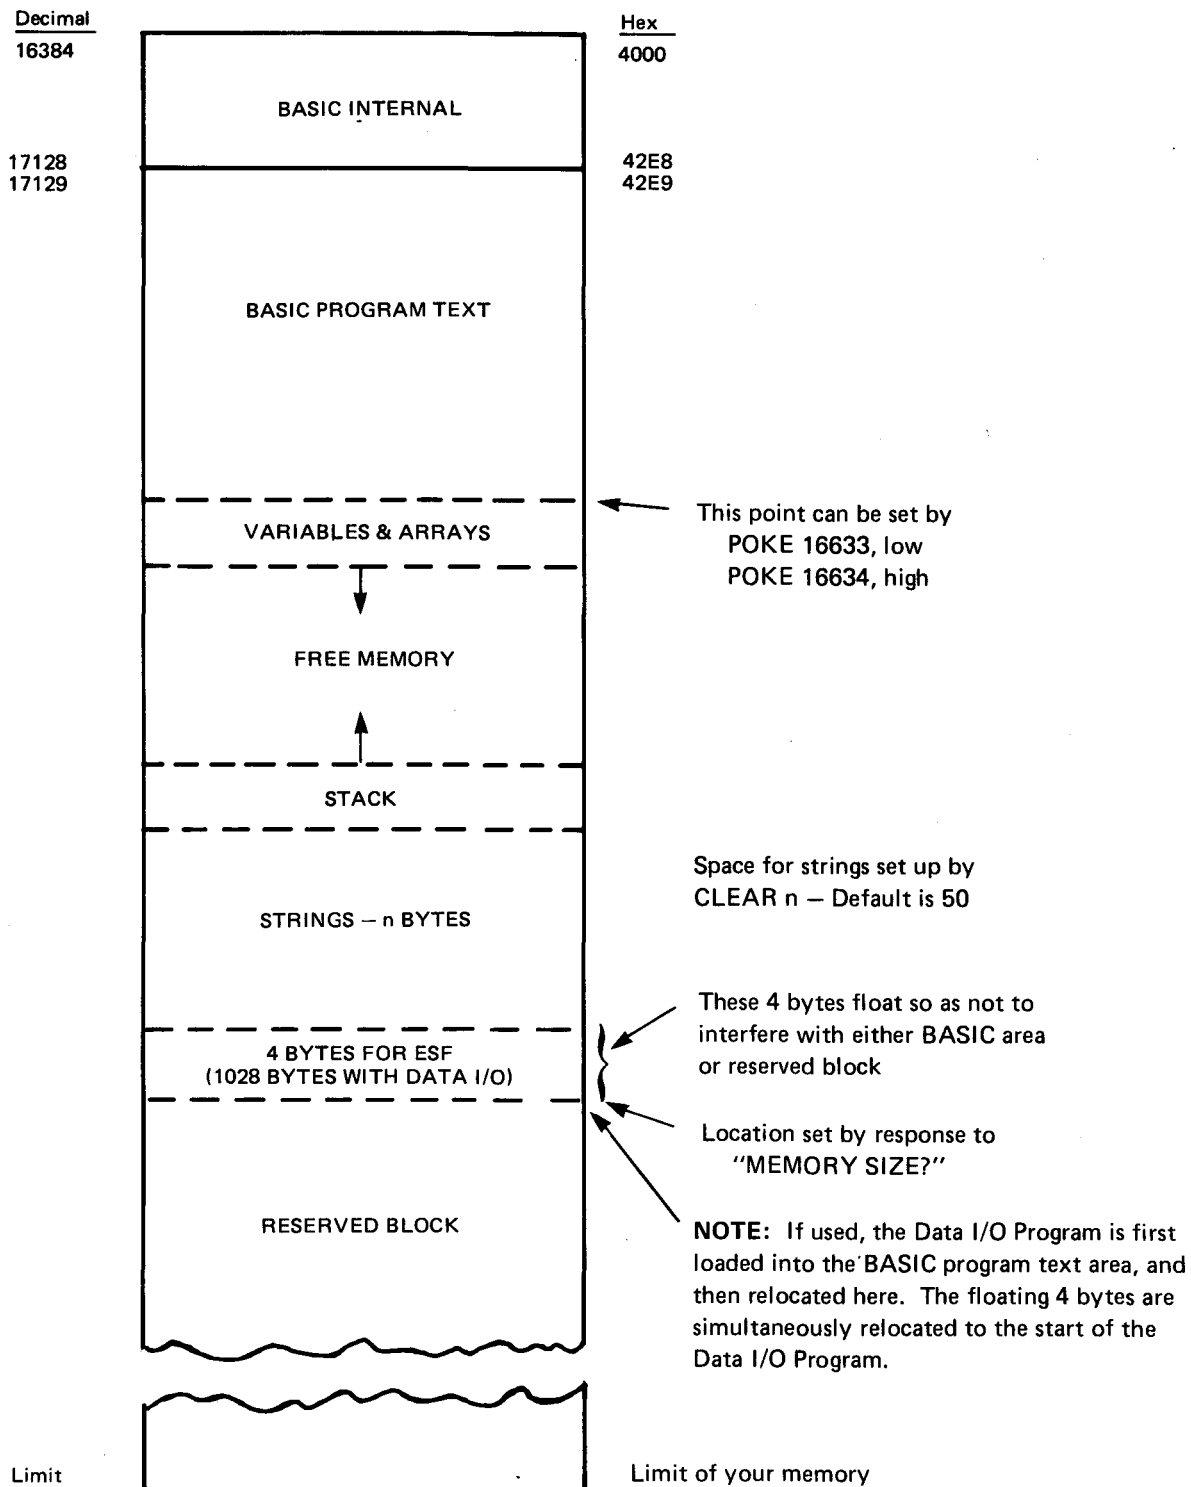 Decimal
Hex
16384
4000
BASIC INTERNAL
17128
42E8
17129
42E9
BASIC PROGRAM TEXT
This point can be set by
POKE 16633, low
POKE 16634, high
VARIABLES & ARRAYS
FREE MEMORY
STACK
Space for strings set up by
CLEAR n — Default is 50
STRINGS — n BYTES
These 4 bytes float so as not to
interfere with either BASIC area
or reserved block
4 BYTES FOR ESF
(1028 BYTES WITH DATA I/O)
Location set by response to
"MEMORY SIZE?"
RESERVED BLOCK
NOTE: If used, the Data I/O Program is first
loaded into the BASIC program text area, and
then relocated here. The floating 4 bytes are
simultaneously relocated to the start of the
Data I/O Program.
Limit
Limit of your memory